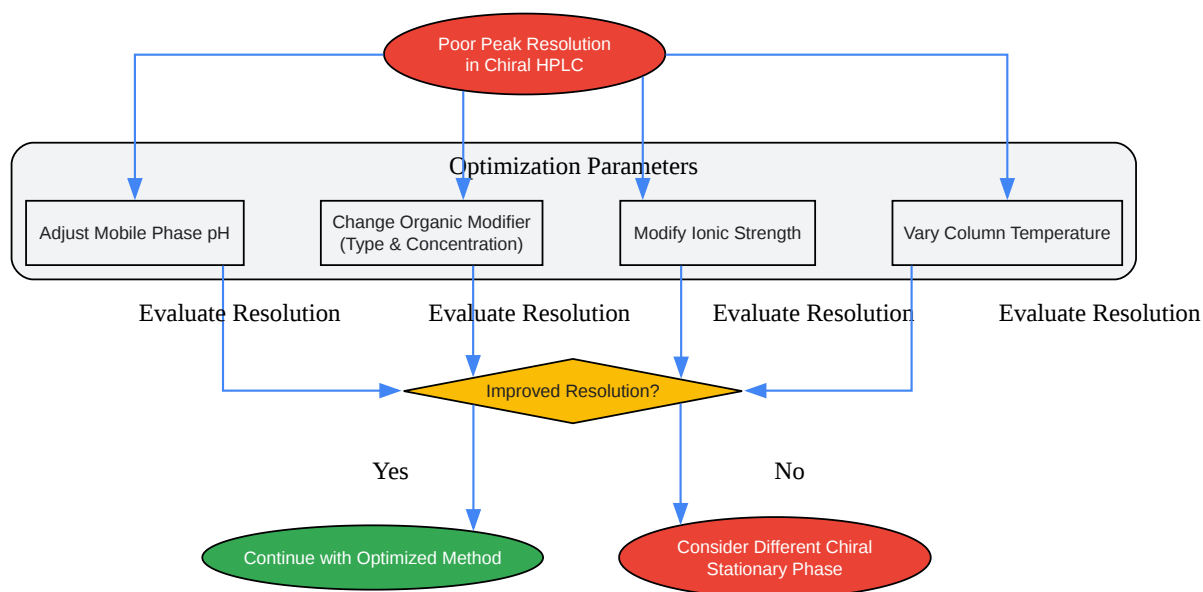 Poor Peak Resolution
in Chiral HPLC
Optimization Parameters
Adjust Mobile Phase pH
Change Organic Modifier
(Type & Concentration)
Modify Ionic Strength
Vary Column Temperature
Evaluate Resolution
Evaluate Resolution
Evaluate Resolution
Evaluate Resolution
Improved Resolution?
Yes
No
Continue with Optimized Method
Consider Different Chiral
Stationary Phase